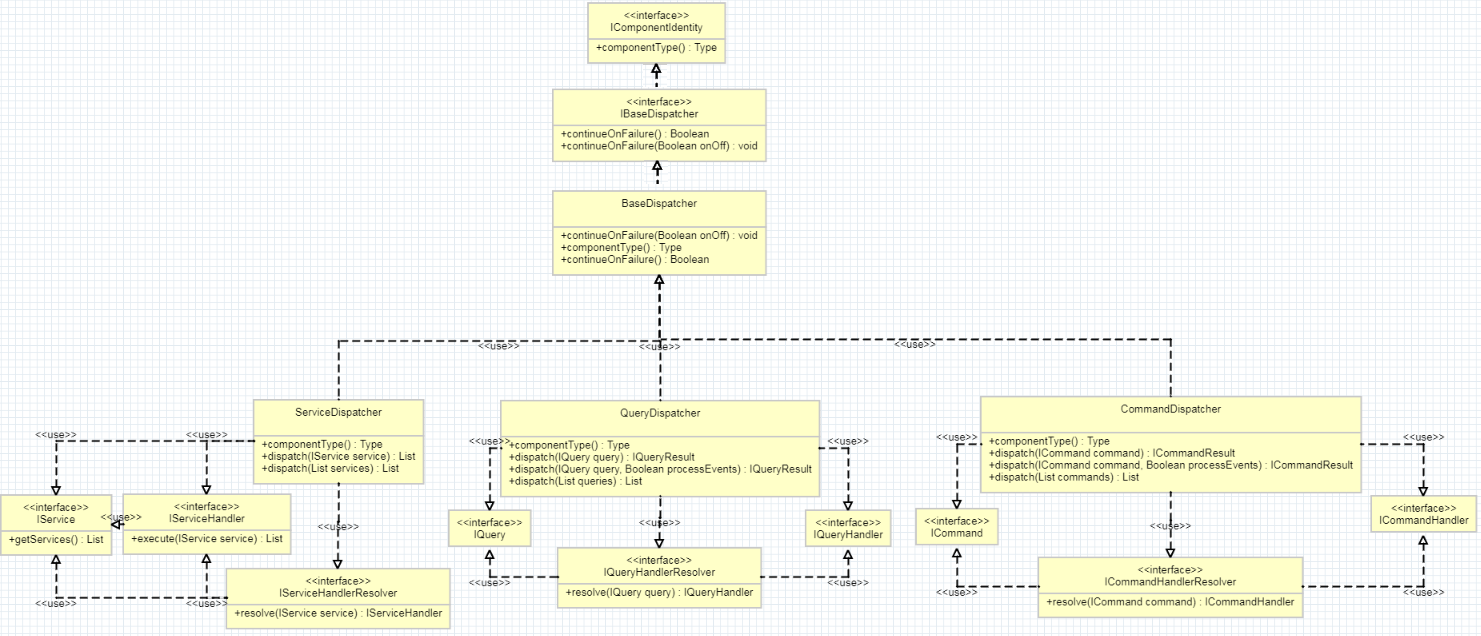 <<interface>>
IComponentIdentity
+componentType() : Type
<<interface>>
IBaseDispatcher
+continueOnFailure() : Boolean
+continueOnFailure(Boolean onOff) : void
BaseDispatcher
+continueOnFailure(Boolean onOff) : void
+componentType() : Type
+continueOnFailure() : Boolean
<<use>>
<<use>>
<<use>>
ServiceDispatcher
+componentType() : Type
+dispatch(IService service) : List
+dispatch(List services) : List
QueryDispatcher
+componentType() : Type
+dispatch(IQuery query) : IQueryResult
+dispatch(IQuery query, Boolean processEvents) : IQueryResult
+dispatch(List queries) : List
CommandDispatcher
+componentType() : Type
+dispatch(ICommand command) : ICommandResult
+dispatch(ICommand command, Boolean processEvents) : ICommandResult
+dispatch(List commands) : List
<<use>>
<<use>>
<<use>>
<<use>>
<<use>>
<<use>>
<<interface>>
IService
+getServices() : List
<<use>>
<<interface>>
IServiceHandler
+execute(IService service) : List
<<use>>
<<interface>>
IQuery
<<use>>
<<interface>>
IQueryHandler
<<interface>>
ICommand
<<use>>
<<interface>>
ICommandHandler
<<use>>
<<use>>
<<interface>>
IServiceHandlerResolver
+resolve(IService service) : IServiceHandler
<<use>>
<<interface>>
IQueryHandlerResolver
+resolve(IQuery query) : IQueryHandler
<<use>>
<<use>>
<<interface>>
ICommandHandlerResolver
+resolve(ICommand command) : ICommandHandler
<<use>>